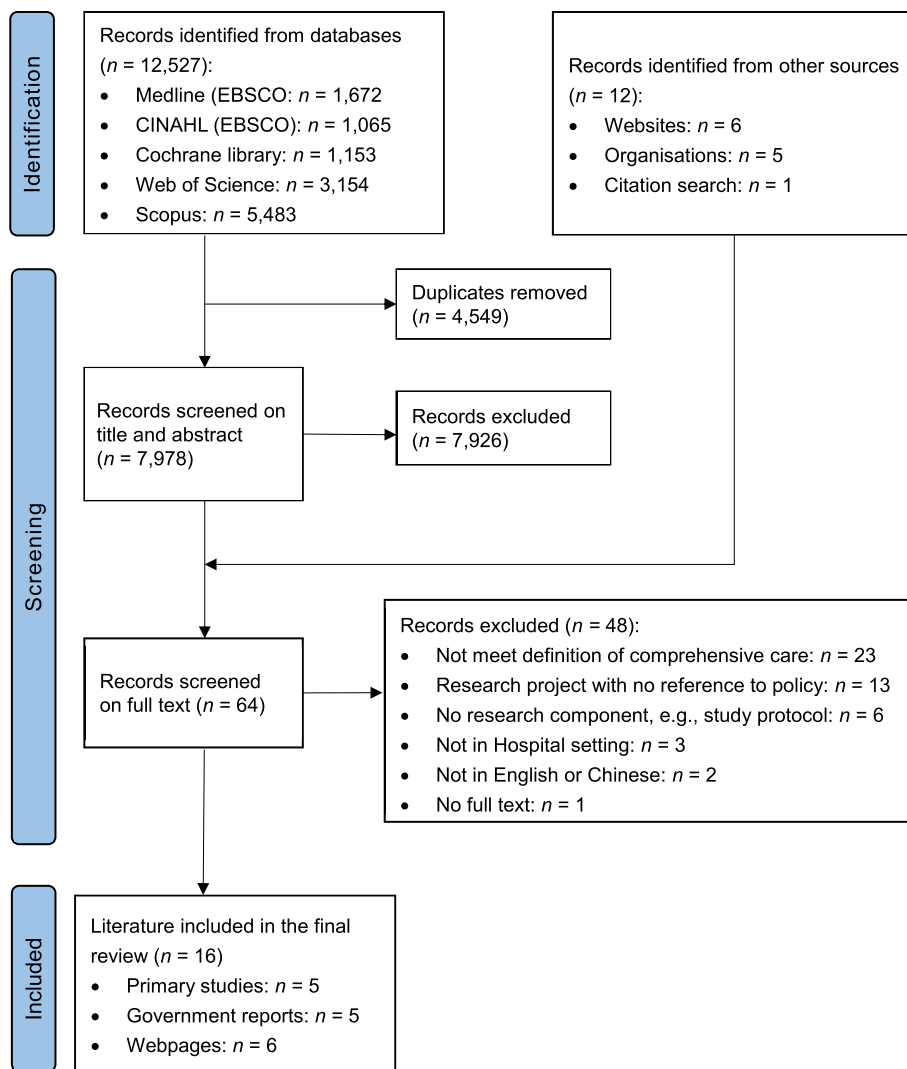 Identification
Records identified from databases
(n = 12,527):
• Medline (EBSCO: n = 1,672
• CINAHL (EBSCO): n = 1,065
• Cochrane library: n = 1,153
• Web of Science: n = 3,154
• Scopus: n = 5,483
Records identified from other sources
(n = 12):
• Websites: n = 6
• Organisations: n = 5
• Citation search: n = 1
Screening
Duplicates removed
(n = 4,549)
Records screened on
title and abstract
(n = 7,978)
Records excluded
(n = 7,926)
Records screened
on full text (n = 64)
Records excluded (n = 48):
• Not meet definition of comprehensive care: n = 23
• Research project with no reference to policy: n = 13
• No research component, e.g., study protocol: n = 6
• Not in Hospital setting: n = 3
• Not in English or Chinese: n = 2
• No full text: n = 1
Included
Literature included in the final
review (n = 16)
• Primary studies: n = 5
• Government reports: n = 5
• Webpages: n = 6